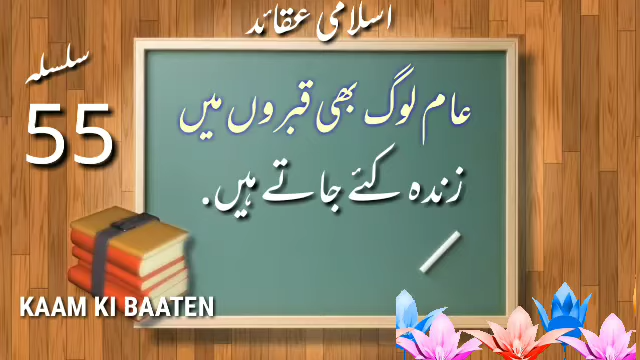 اسلامی عقائد
سلسلہ
55
عام لوگ بھی قبروں میں
زندہ کئے جاتے ہیں.
KAAM KI BAATEN